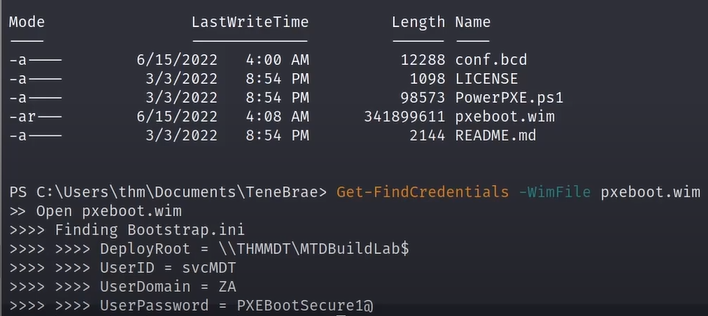 Mode LastWriteTime Length Name
---- ------------- ------ ----
-a---- 6/15/2022 4:00 AM 12288 conf.bcd
-a---- 3/3/2022 8:54 PM 1098 LICENSE
-a---- 3/3/2022 8:54 PM 98573 PowerPXE.ps1
-ar--- 6/15/2022 4:08 AM 341899611 pxeboot.wim
-a---- 3/3/2022 8:54 PM 2144 README.md
PS C:\Users\thm\Documents\TeneBrae> Get-FindCredentials -WimFile pxeboot.wim
>> Open pxeboot.wim
>>>> Finding Bootstrap.ini
>>>> >>>> DeployRoot = \\THMMDT\MTDBuildLab$
>>>> >>>> UserID = svcMDT
>>>> >>>> UserDomain = ZA
>>>> >>>> UserPassword = PXEBootSecure1@